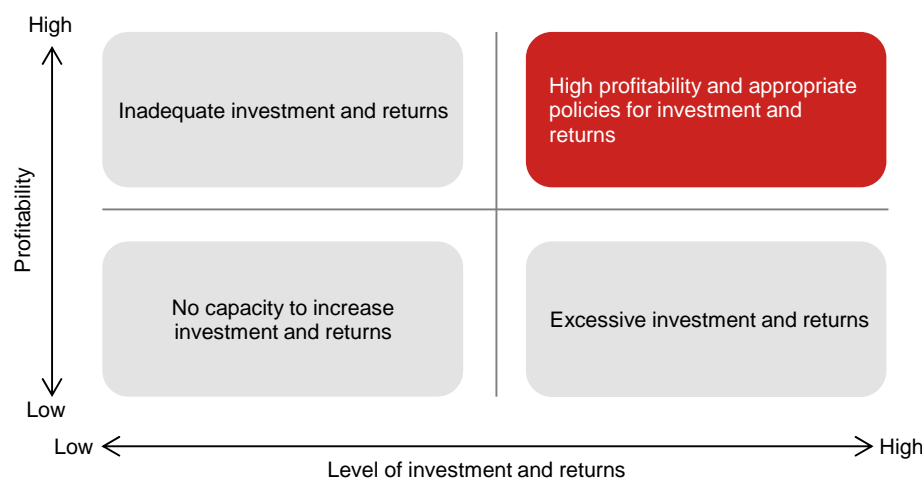 High
Inadequate investment and returns
High profitability and appropriate
policies for investment and
returns
Profitability
No capacity to increase
investment and returns
Excessive investment and returns
Low
Low
High
Level of investment and returns